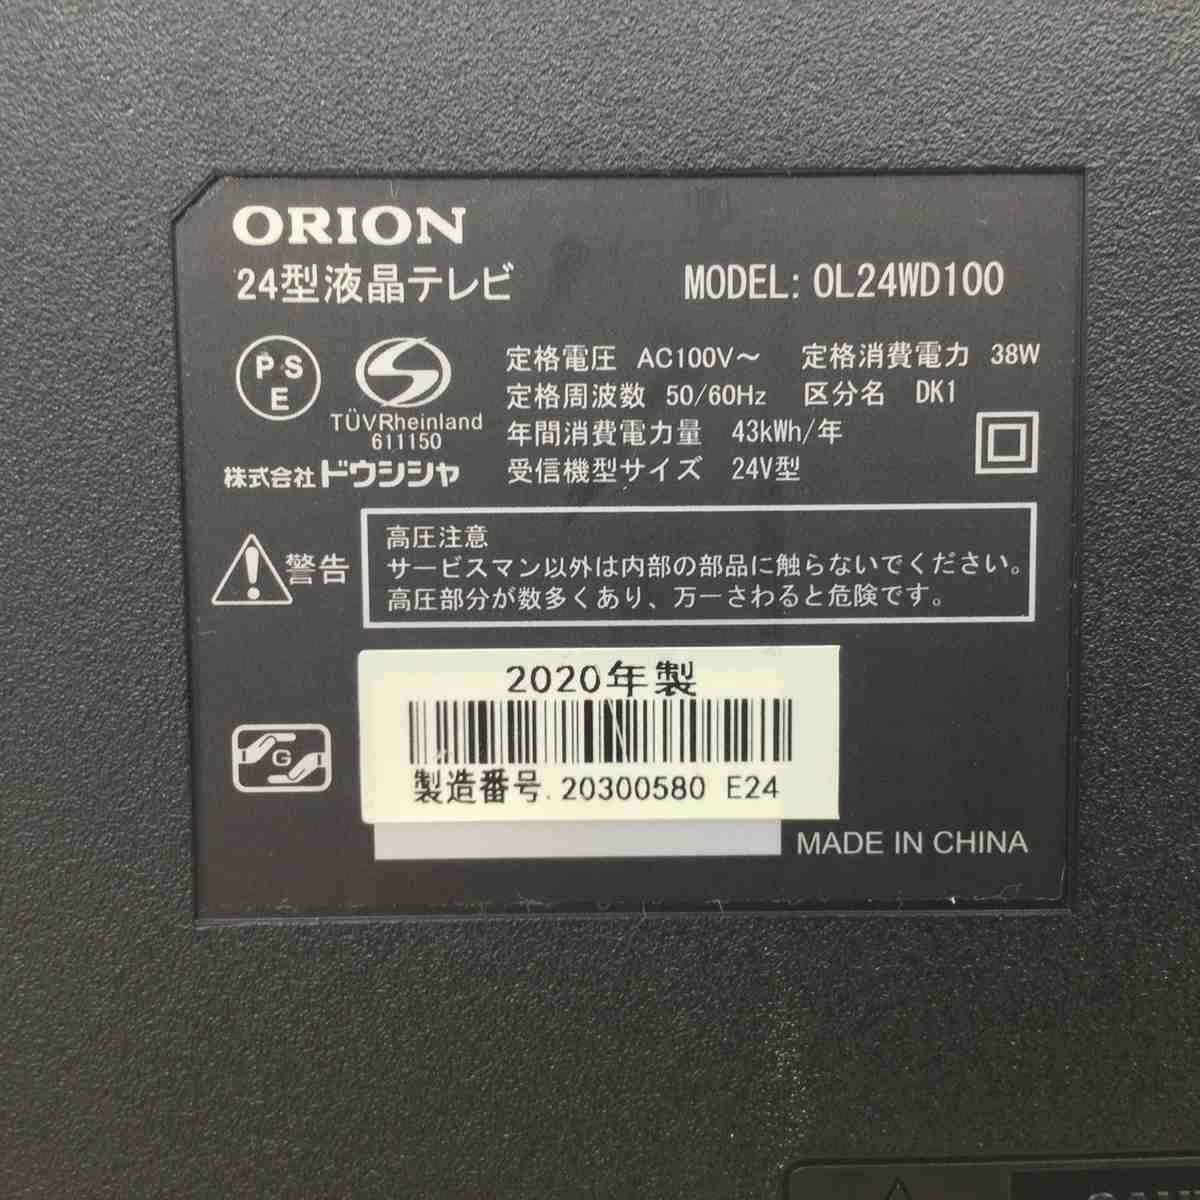 ORION
24型液晶テレビ MODEL: OL24WD100
PSE
TÜVRheinland
611150
株式会社ドウシシャ
定格電圧 AC100V～ 定格消費電力 38W
定格周波数 50/60Hz 区分名 DK1
年間消費電力量 43kWh/年
受信機型サイズ 24V型
警告
高圧注意
サービスマン以外は内部の部品に触らないでください。
高圧部分が数多くあり、万一さわると危険です。
2020年製
製造番号. 20300580 E24
G
MADE IN CHINA